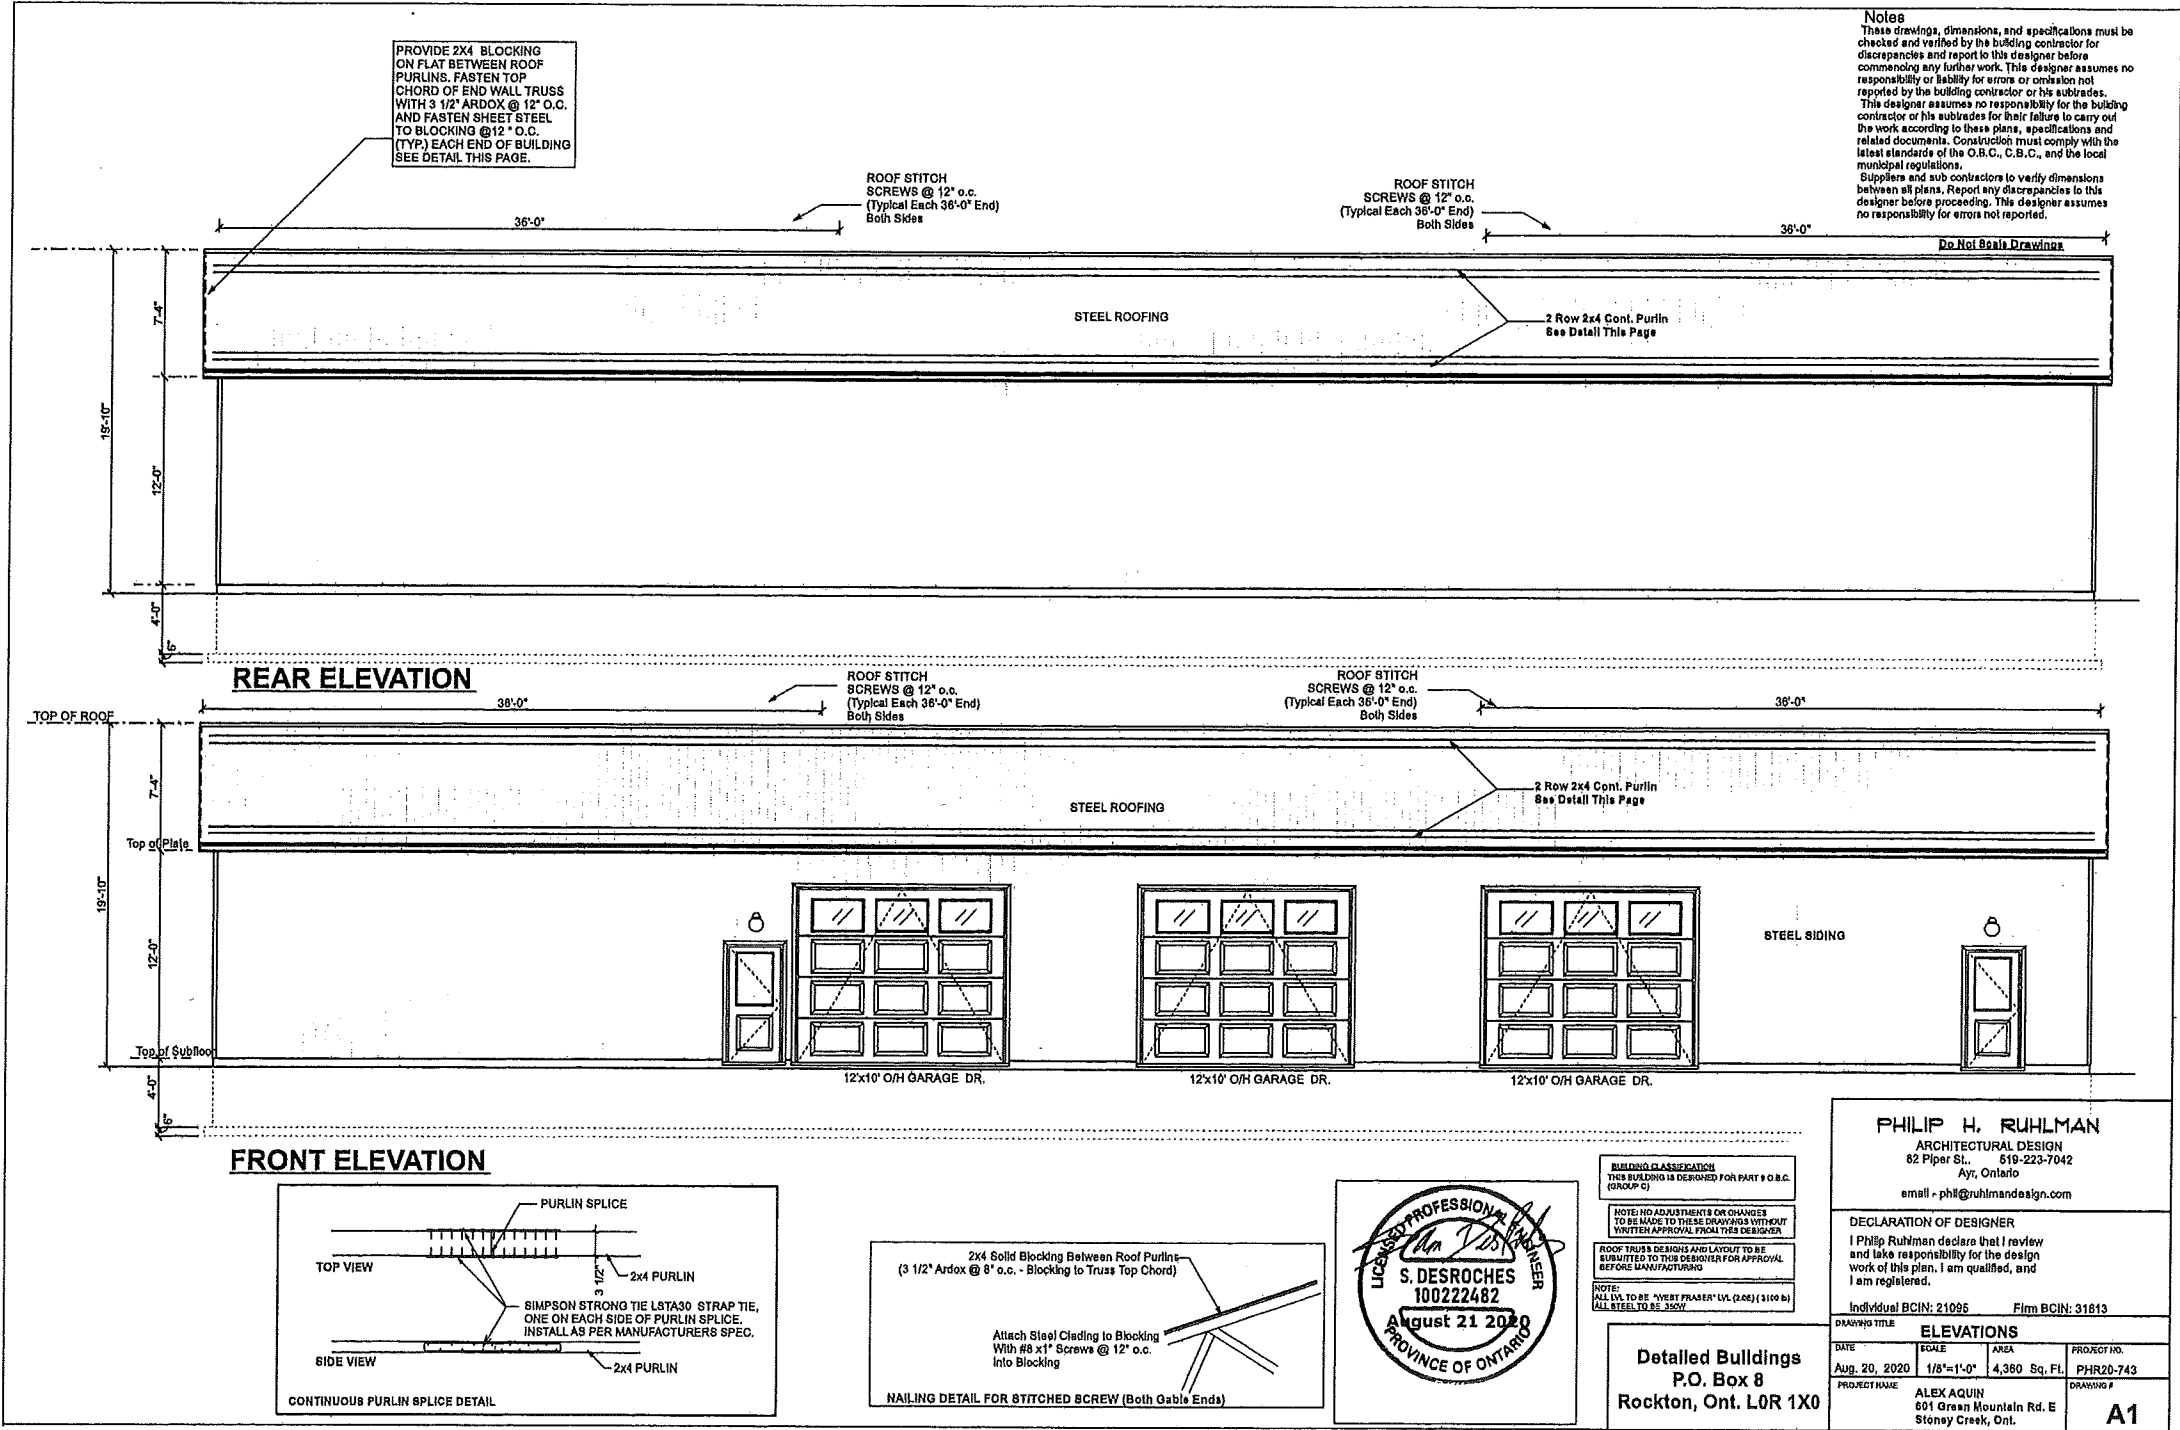 PROVIDE 2X4 BLOCKING
ON FLAT BETWEEN ROOF
PURLINS. FASTEN TOP
CHORD OF END WALL TRUSS
WITH 3 1/2" ARDOX @ 12" O.C.
AND FASTEN SHEET STEEL
TO BLOCKING @12 " O.C.
(TYP.) EACH END OF BUILDING
SEE DETAIL THIS PAGE.
Notes
These drawings, dimensions, and specifications must be
checked and verified by the building contractor for
discrepancies and report to this designer before
commencing any further work. This designer assumes no
responsibility or liability for errors or omission not
reported by the building contractor or his subtrades.
This designer assumes no responsibility for the building
contractor or his subtrades for their failure to carry out
the work according to these plans, specifications and
related documents. Construction must comply with the
latest standards of the O.B.C., C.B.C., and the local
municipal regulations.
Suppliers and sub contractors to verify dimensions
between all plans. Report any discrepancies to this
designer before proceeding. This designer assumes
no responsibility for errors not reported.
Do Not Scale Drawings
ROOF STITCH
SCREWS @ 12" o.c.
(Typical Each 36'-0" End)
Both Sides
ROOF STITCH
SCREWS @ 12" o.c.
(Typical Each 36'-0" End)
Both Sides
36'-0"
36'-0"
7'-4"
19'-10"
12'-0"
4'-0"
6"
STEEL ROOFING
2 Row 2x4 Cont. Purlin
See Detail This Page
REAR ELEVATION
ROOF STITCH
SCREWS @ 12" o.c.
(Typical Each 36'-0" End)
Both Sides
ROOF STITCH
SCREWS @ 12" o.c.
(Typical Each 36'-0" End)
Both Sides
36'-0"
36'-0"
TOP OF ROOF
7'-4"
Top of Plate
19'-10"
12'-0"
Top of Subfloor
4'-0"
6"
STEEL ROOFING
2 Row 2x4 Cont. Purlin
See Detail This Page
STEEL SIDING
12'x10' O/H GARAGE DR.
12'x10' O/H GARAGE DR.
12'x10' O/H GARAGE DR.
FRONT ELEVATION
PURLIN SPLICE
TOP VIEW
3 1/2"
2x4 PURLIN
SIMPSON STRONG TIE LSTA30 STRAP TIE,
ONE ON EACH SIDE OF PURLIN SPLICE.
INSTALL AS PER MANUFACTURERS SPEC.
SIDE VIEW
2x4 PURLIN
CONTINUOUS PURLIN SPLICE DETAIL
2x4 Solid Blocking Between Roof Purlins
(3 1/2" Ardox @ 8" o.c. - Blocking to Truss Top Chord)
Attach Steel Clading to Blocking
With #8 x1" Screws @ 12" o.c.
into Blocking
NAILING DETAIL FOR STITCHED SCREW (Both Gable Ends)
LICENSED PROFESSIONAL ENGINEER
S. DESROCHES
100222482
August 21 2020
PROVINCE OF ONTARIO
BUILDING CLASSIFICATION
THIS BUILDING IS DESIGNED FOR PART 9 O.B.C.
(GROUP C)
NOTE: NO ADJUSTMENTS OR CHANGES
TO BE MADE TO THESE DRAWINGS WITHOUT
WRITTEN APPROVAL FROM THIS DESIGNER
ROOF TRUSS DESIGNS AND LAYOUT TO BE
SUBMITTED TO THIS DESIGNER FOR APPROVAL
BEFORE MANUFACTURING
NOTE:
ALL LVL TO BE "WEST FRASER" LVL (2.0E) ( 3100 lb)
ALL STEEL TO BE 350W
Detailed Buildings
P.O. Box 8
Rockton, Ont. L0R 1X0
PHILIP H. RUHLMAN
ARCHITECTURAL DESIGN
82 Piper St., 519-223-7042
Ayr, Ontario
email - phil@ruhlmandesign.com
DECLARATION OF DESIGNER
I Philip Ruhlman declare that I review
and take responsibility for the design
work of this plan. I am qualified, and
I am registered.
Individual BCIN: 21095 Firm BCIN: 31813
DRAWING TITLE
ELEVATIONS
DATE SCALE AREA PROJECT NO.
Aug. 20, 2020 1/8"=1'-0" 4,360 Sq. Ft. PHR20-743
PROJECT NAME
ALEX AQUIN
601 Green Mountain Rd. E
Stoney Creek, Ont.
DRAWING #
A1